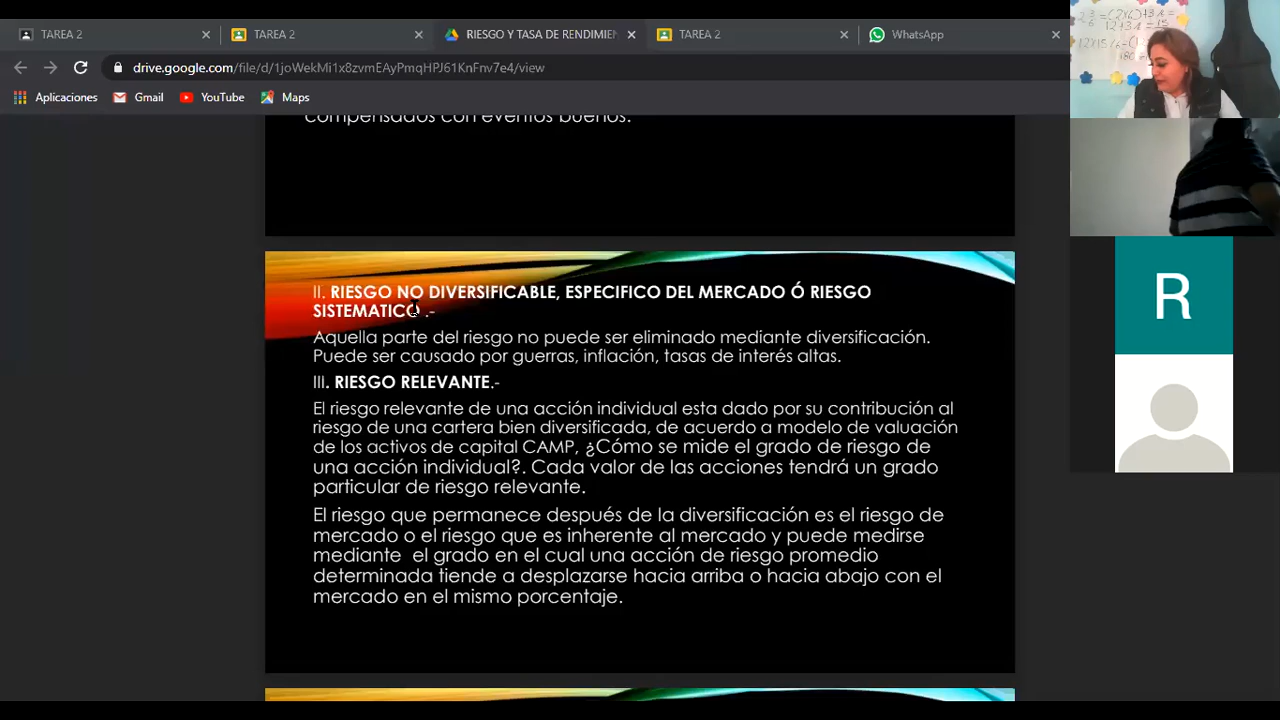 TAREA 2
TAREA 2
RIESGO Y TASA DE RENDIMIEN
TAREA 2
WhatsApp
drive.google.com/file/d/1joWekMi1x8zvmEAyPmqHPJ61KnFnv7e4/view
Aplicaciones
Gmail
YouTube
Maps
compensados con eventos buenos.
II. RIESGO NO DIVERSIFICABLE, ESPECIFICO DEL MERCADO Ó RIESGO
SISTEMATICO .-
Aquella parte del riesgo no puede ser eliminado mediante diversificación.
Puede ser causado por guerras, inflación, tasas de interés altas.
III. RIESGO RELEVANTE.-
El riesgo relevante de una acción individual esta dado por su contribución al
riesgo de una cartera bien diversificada, de acuerdo a modelo de valuación
de los activos de capital CAMP, ¿Cómo se mide el grado de riesgo de
una acción individual?. Cada valor de las acciones tendrá un grado
particular de riesgo relevante.
El riesgo que permanece después de la diversificación es el riesgo de
mercado o el riesgo que es inherente al mercado y puede medirse
mediante el grado en el cual una acción de riesgo promedio
determinada tiende a desplazarse hacia arriba o hacia abajo con el
mercado en el mismo porcentaje.
R